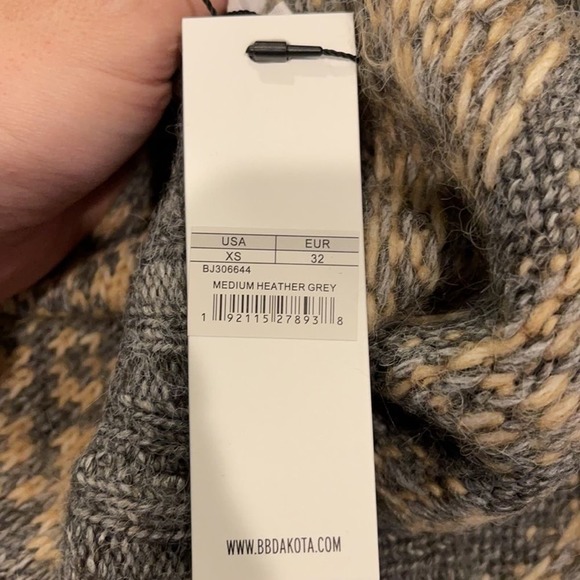 USA EUR
XS 32
BJ306644
MEDIUM HEATHER GREY
1 92115 27893 8
WWW.BBDAKOTA.COM